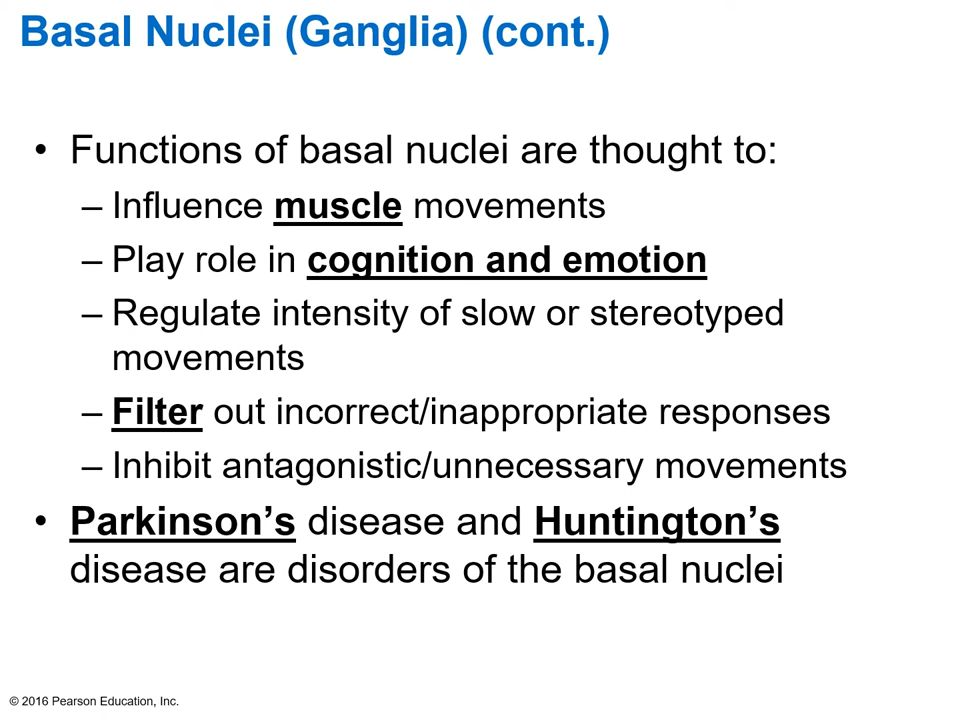 Basal Nuclei (Ganglia) (cont.)
• Functions of basal nuclei are thought to:
– Influence muscle movements
– Play role in cognition and emotion
– Regulate intensity of slow or stereotyped
movements
– Filter out incorrect/inappropriate responses
– Inhibit antagonistic/unnecessary movements
• Parkinson’s disease and Huntington’s
disease are disorders of the basal nuclei
© 2016 Pearson Education, Inc.